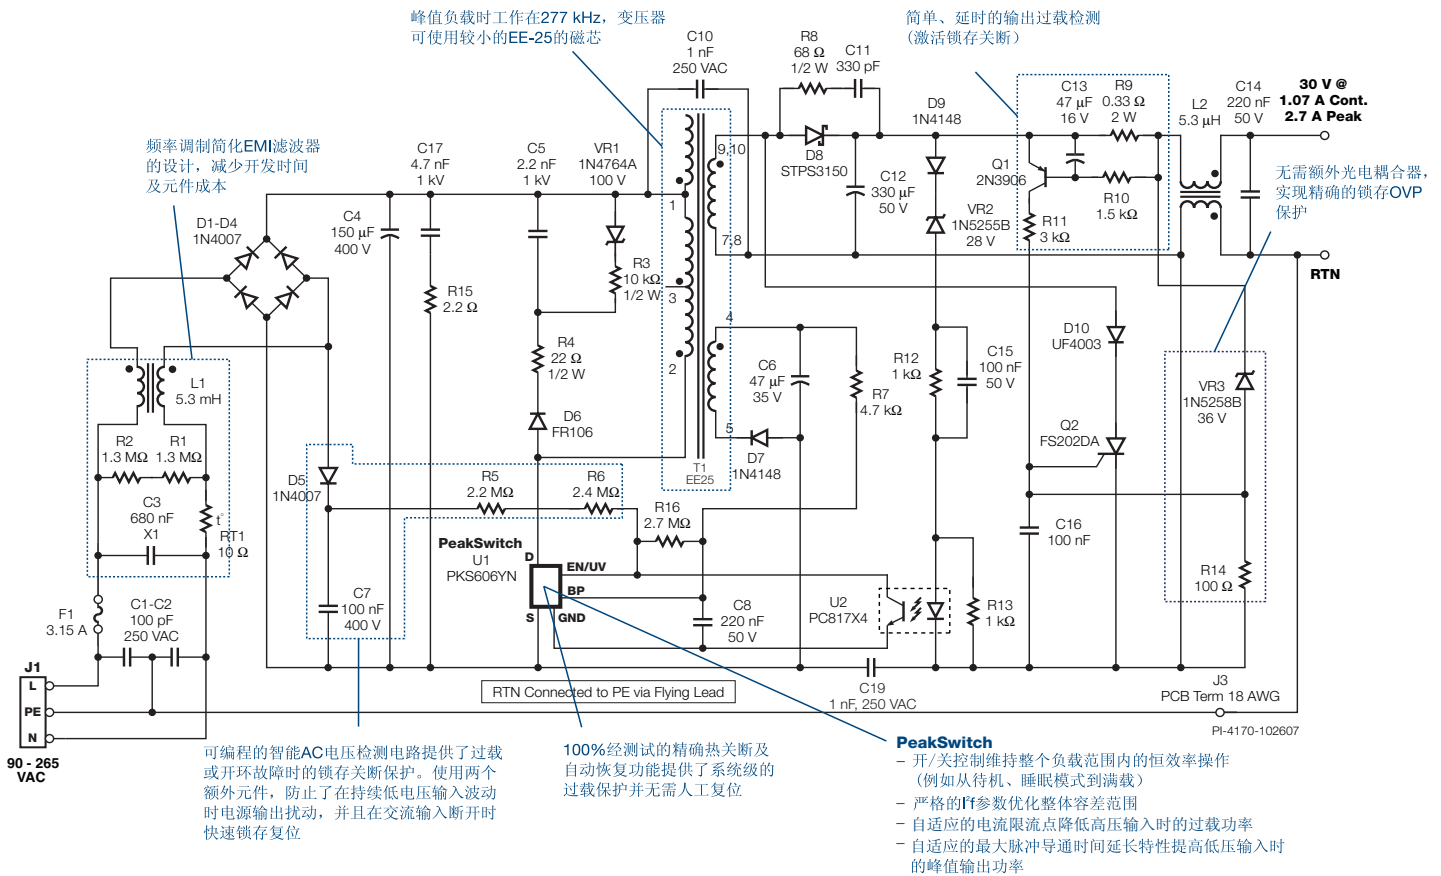 峰值负载时工作在277 kHz，变压器
可使用较小的EE-25的磁芯
简单、延时的输出过载检测
(激活锁存关断）
频率调制简化EMI滤波器
的设计，减少开发时间
及元件成本
无需额外光电耦合器，
实现精确的锁存OVP
保护
C10
1 nF
250 VAC
R8
68 Ω
1/2 W
C11
330 pF
D9
1N4148
C13
47 μF
16 V
R9
0.33 Ω
2 W
L2
5.3 μH
C14
220 nF
50 V
30 V @
1.07 A Cont.
2.7 A Peak
C17
4.7 nF
1 kV
C5
2.2 nF
1 kV
VR1
1N4764A
100 V
9,10
D8
STPS3150
C12
330 μF
50 V
Q1
2N3906
R10
1.5 kΩ
R11
3 kΩ
VR2
1N5255B
28 V
D1-D4
1N4007
C4
150 μF
400 V
1
7,8
RTN
R3
10 kΩ
1/2 W
R15
2.2 Ω
3
4
R4
22 Ω
1/2 W
2
L1
5.3 mH
C6
47 μF
35 V
R7
4.7 kΩ
R12
1 kΩ
C15
100 nF
50 V
D10
UF4003
VR3
1N5258B
36 V
D6
FR106
5
D7
1N4148
Q2
FS202DA
R2
1.3 MΩ
R1
1.3 MΩ
T1
EE25
D5
1N4007
R5
2.2 MΩ
R6
2.4 MΩ
C3
680 nF
X1
t°
RT1
10 Ω
R16
2.7 MΩ
C16
100 nF
PeakSwitch
U1
PKS606YN
D
EN/UV
BP
S
GND
R14
100 Ω
F1
3.15 A
C1-C2
100 pF
250 VAC
C7
100 nF
400 V
C8
220 nF
50 V
U2
PC817X4
R13
1 kΩ
J1
L
PE
N
90 - 265
VAC
RTN Connected to PE via Flying Lead
C19
1 nF, 250 VAC
J3
PCB Term 18 AWG
PI-4170-102607
可编程的智能AC电压检测电路提供了过载
或开环故障时的锁存关断保护。使用两个
额外元件，防止了在持续低电压输入波动
时电源输出扰动，并且在交流输入断开时
快速锁存复位
100%经测试的精确热关断及
自动恢复功能提供了系统级的
过载保护并无需人工复位
PeakSwitch
– 开/关控制维持整个负载范围内的恒效率操作
（例如从待机、睡眠模式到满载）
– 严格的I²f参数优化整体容差范围
– 自适应的电流限流点降低高压输入时的过载功率
– 自适应的最大脉冲导通时间延长特性提高低压输入时
的峰值输出功率